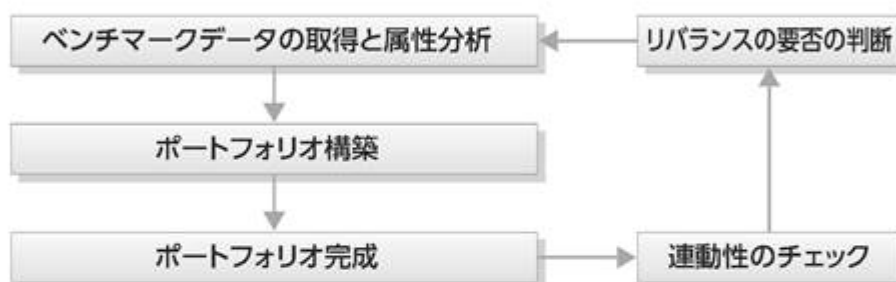 ベンチマークデータの取得と属性分析
リバランスの要否の判断
ポートフォリオ構築
ポートフォリオ完成
連動性のチェック